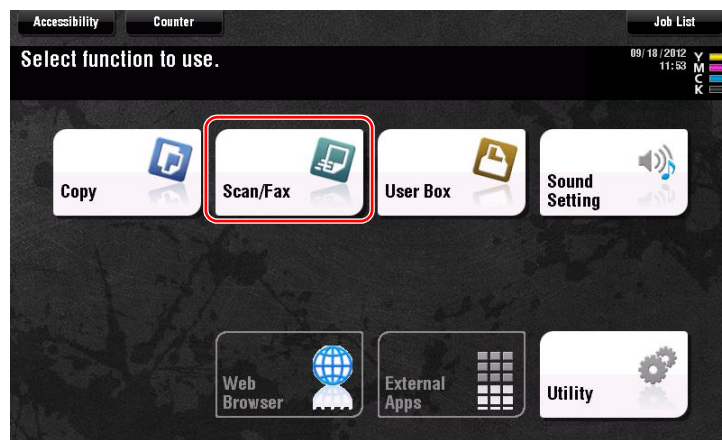 Accessibility Counter Job List
Select function to use.
09/18/2012
11:53
Y
M
C
K
Copy
Scan/Fax
User Box
Sound
Setting
Web
Browser
External
Apps
Utility